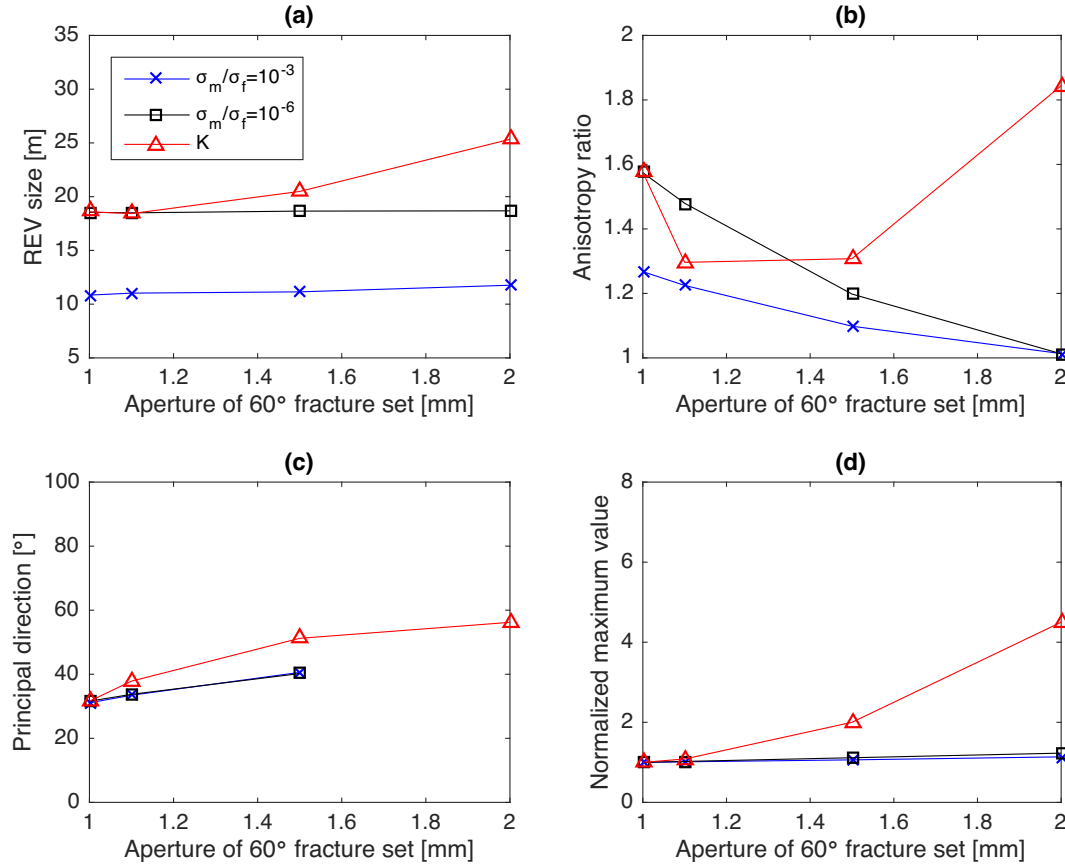 (a)
35
30
25
20
15
10
5
REV size [m]
σm/σf=10-3
σm/σf=10-6
K
1 1.2 1.4 1.6 1.8 2
Aperture of 60° fracture set [mm]
(b)
2
1.8
1.6
1.4
1.2
1
Anisotropy ratio
1 1.2 1.4 1.6 1.8 2
Aperture of 60° fracture set [mm]
(c)
100
80
60
40
20
0
Principal direction [°]
1 1.2 1.4 1.6 1.8 2
Aperture of 60° fracture set [mm]
(d)
8
6
4
2
0
Normalized maximum value
1 1.2 1.4 1.6 1.8 2
Aperture of 60° fracture set [mm]